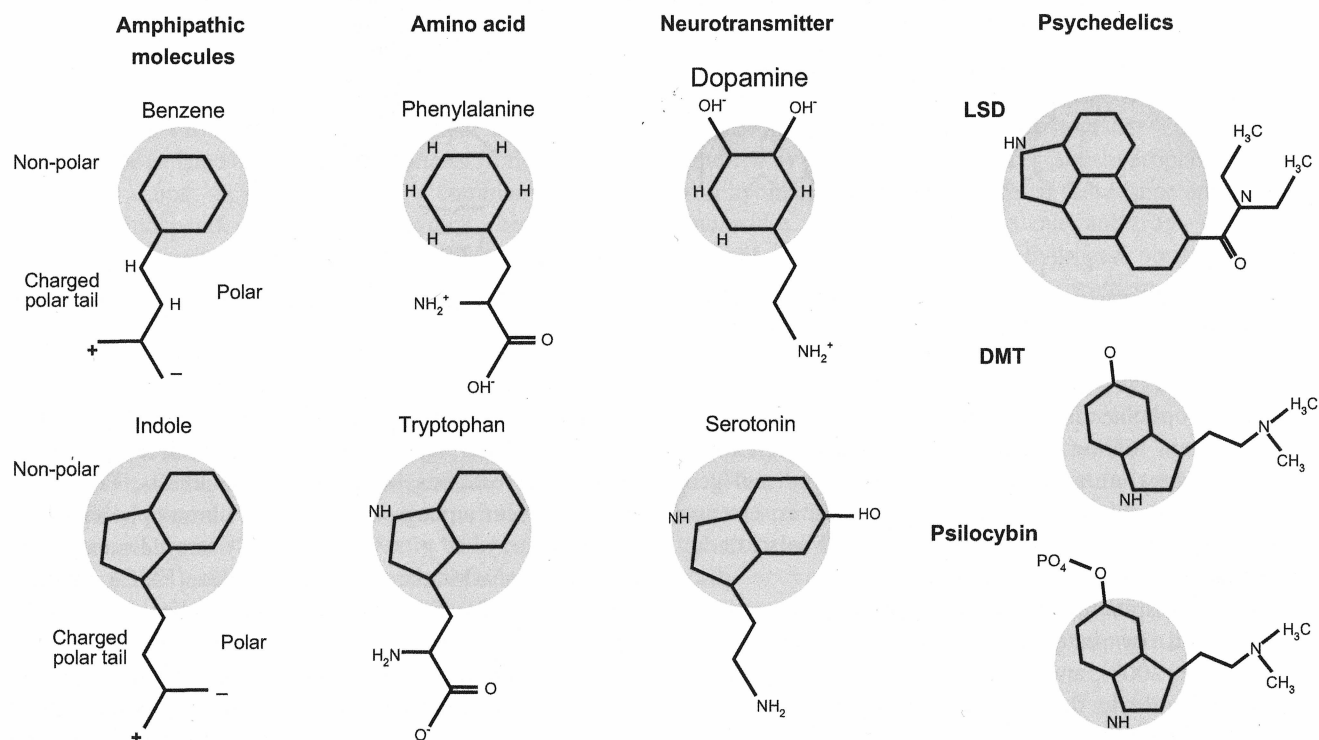 Amphipathic
molecules
Amino acid
Neurotransmitter
Psychedelics
Benzene
Non-polar
H
H
Charged
polar tail
Polar
+
–
Phenylalanine
H
H
H
H
H
NH₂⁺
O
OH⁻
Dopamine
OH⁻
OH⁻
H
H
H
NH₂⁺
LSD
HN
H₃C
H₃C
N
O
DMT
O
H₃C
N
CH₃
NH
Indole
Non-polar
Charged
polar tail
Polar
–
+
Tryptophan
NH
H₂N
O
O⁻
Serotonin
NH
HO
NH₂
Psilocybin
PO₄
O
H₃C
N
CH₃
NH